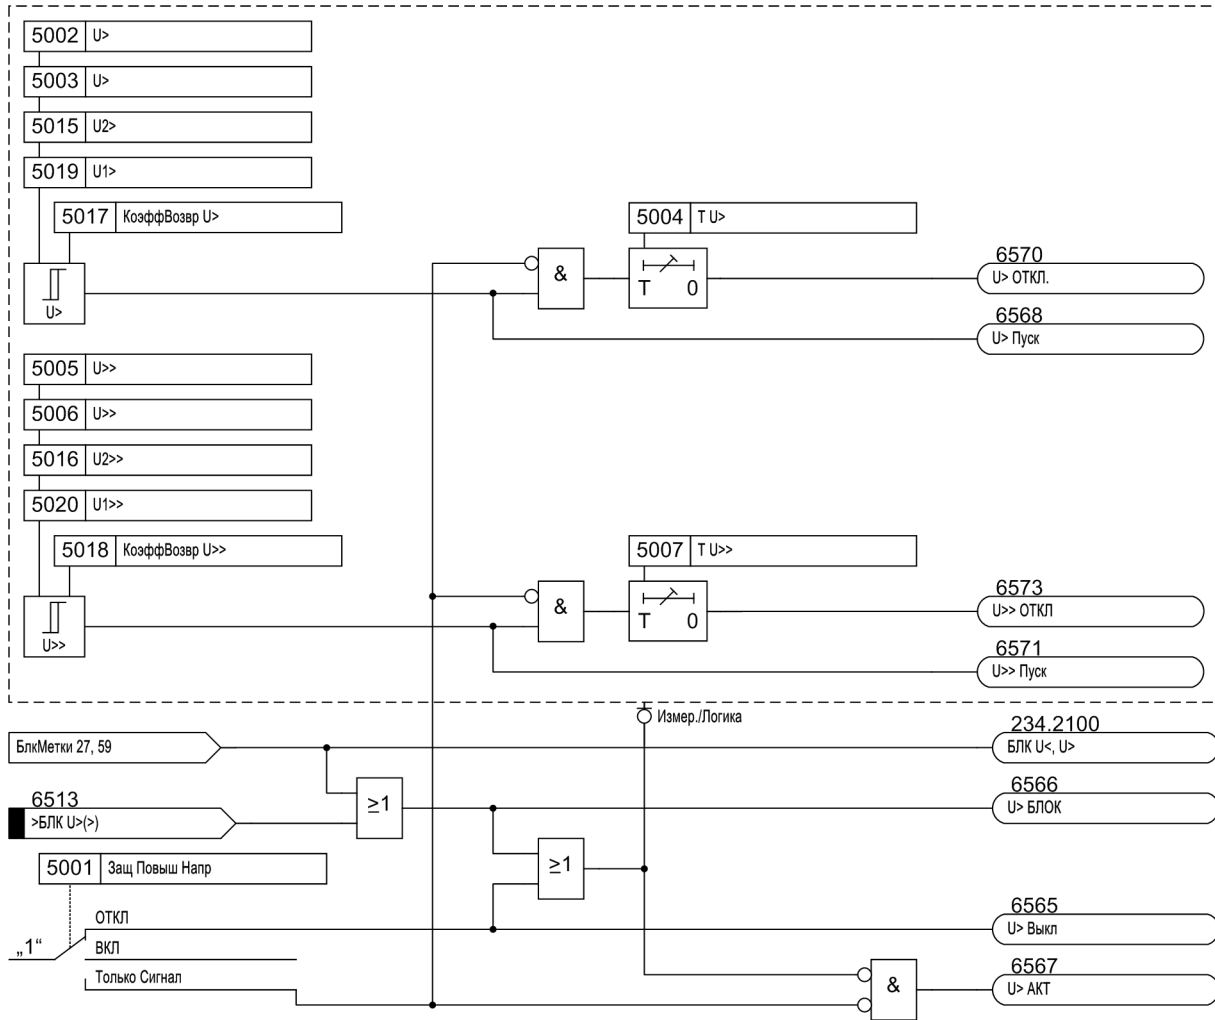 5002 U>
5003 U>
5015 U2>
5019 U1>
5017 КоэффВозвр U>
5004 T U>
U>
&
T 0
6570
U> ОТКЛ.
6568
U> Пуск
5005 U>>
5006 U>>
5016 U2>>
5020 U1>>
5018 КоэффВозвр U>>
5007 T U>>
U>>
&
T 0
6573
U>> ОТКЛ
6571
U>> Пуск
Измер./Логика
БлкМетки 27, 59
234.2100
БЛК U<, U>
6513
>БЛК U>(>)
≥1
6566
U> БЛОК
5001 Защ Повыш Напр
≥1
„1“
ОТКЛ
ВКЛ
Только Сигнал
6565
U> Выкл
&
6567
U> АКТ